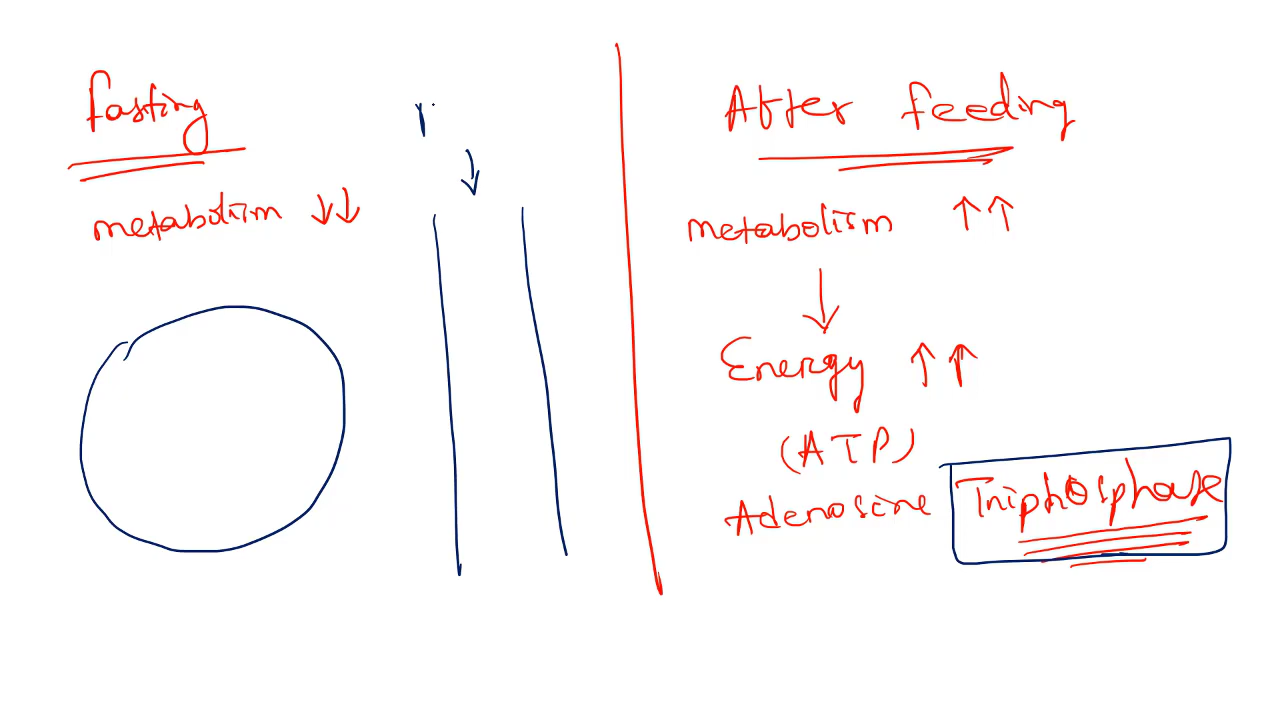 fasting
metabolism ↓↓
After feeding
metabolism ↑↑
↓
Energy ↑↑
(ATP)
Adenosine Triphosphate